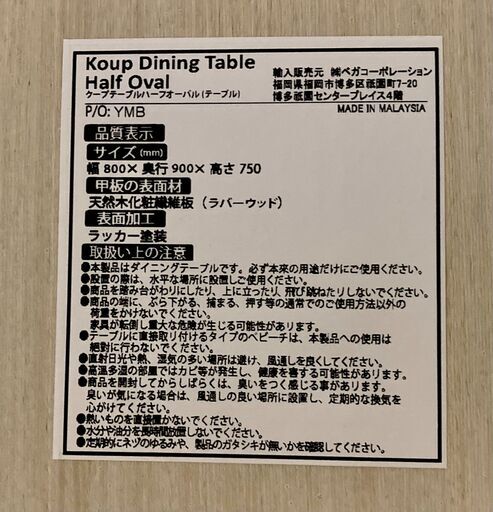 Koup Dining Table
Half Oval
クープテーブルハーフオーバル(テーブル)
P/O: YMB
輸入販売元 ㈱ベガコーポレーション
福岡県福岡市博多区祇園町7-20
博多祇園センタープレイス4階
MADE IN MALAYSIA
品質表示
サイズ(mm)
幅 800× 奥行 900× 高さ 750
甲板の表面材
天然木化粧繊維板（ラバーウッド）
表面加工
ラッカー塗装
取扱い上の注意
●本製品はダイニングテーブルです。必ず本来の用途だけにご使用ください。
●設置の際は、水平な場所に設置しご使用ください。
●商品を踏み台がわりにしたり、上に立ったり、飛び跳ねたりしないでください。
●商品の端に、ぶら下がる、捕まる、押す等の通常でのご使用方法以外の
荷重をかけないでください。
家具が転倒し重大な危険が生じる可能性があります。
●テーブルに直接取り付けるタイプのベビーチは、本製品への使用は
絶対に行わないでください。
●直射日光や熱、湿気の多い場所は避け、風通しを良くしてください。
●高温多湿の部屋ではカビ等が発生し、健康を害する可能性があります。
●商品を開封してからしばらくは、臭いをつく感じる事があります。
臭いが気になる場合は、風通しの良い場所に設置し、定期的な換気を
心がけてください。
●熱いものを直接置かないでください。
●水分や油分を長時間放置しないでください。
●定期的にネヅのゆるみや、製品のガタシキが無いかを確認してください。